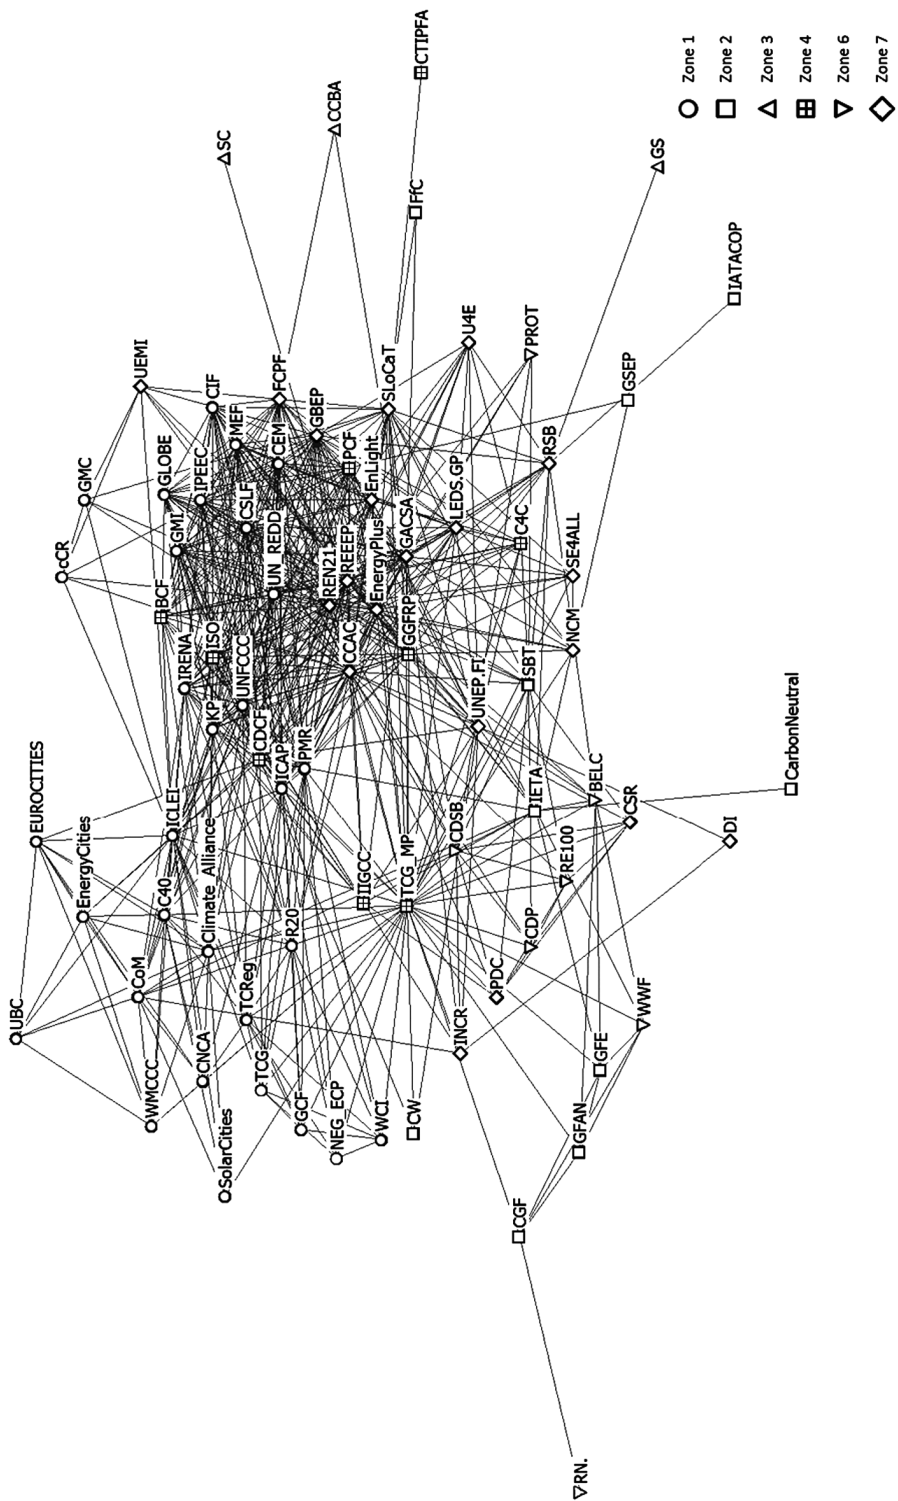 CTIPFA
CCBA
SC
FfC
GS
IATACOP
U4E
PROT
UEMI
CIF
FCPF
SLoCaT
GSEP
MEF
GBEP
CEM
PCF
RSB
GMC
GLOBE
IPEEC
EnLight
CSLF
LEDS.GP
C4C
cCR
GMI
UN_REDD
GACSA
SE4ALL
BCF
REN21
REEEP
EnergyPlus
IRENA
ISO
CCAC
GGFRP
NCM
SBT
KP
UNFCCC
UNEP.FI
CDCF
ICAP
PMR
CarbonNeutral
EUROCITIES
ICLEI
IETA
BELC
CSR
CDSB
DI
EnergyCities
C40
IIGCC
TCG_MP
RE100
Climate_Alliance
R20
CDP
CoM
PDC
UBC
TCReg
INCR
WWF
CNCA
TCG
GFE
WMCCC
GCF
NEG_ECP
WCI
CW
GFAN
SolarCities
CGF
RN.
Zone 1
Zone 2
Zone 3
Zone 4
Zone 6
Zone 7